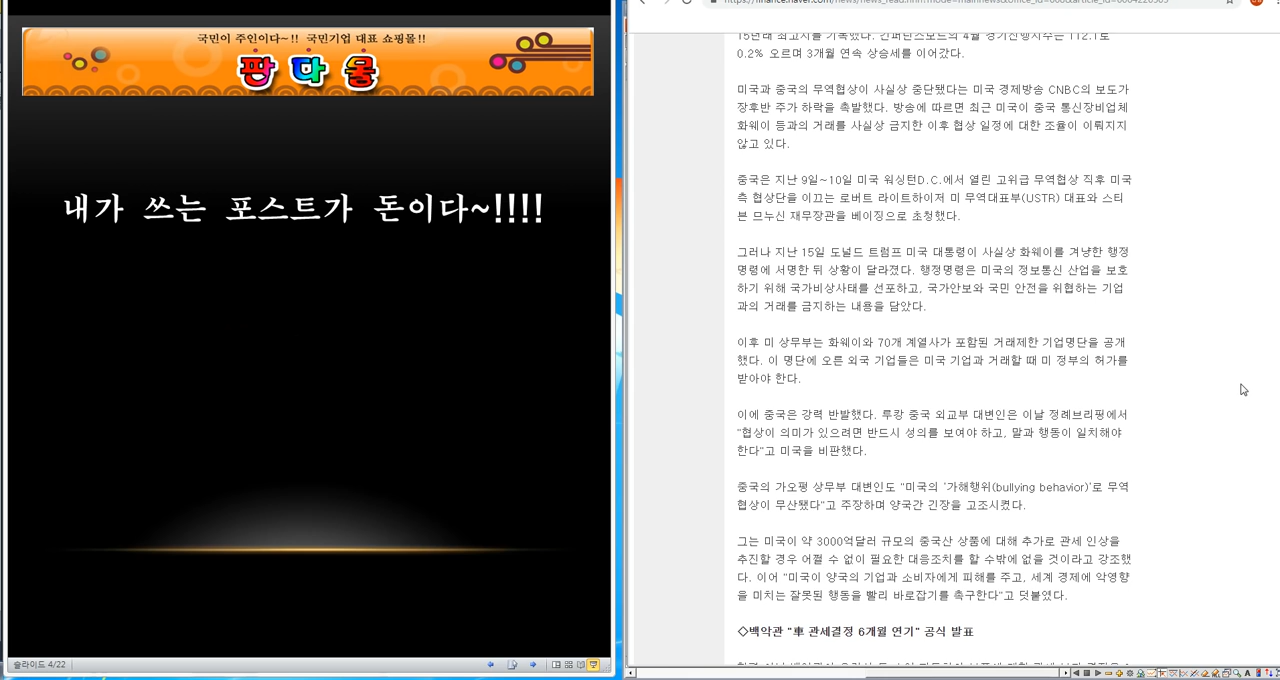 국민이 주인이다~!! 국민기업 대표 쇼핑몰!!
판다몰
내가 쓰는 포스트가 돈이다~!!!!
슬라이드 4/22
15년래 최고치를 기록했다. 컨퍼런스보드의 4월 경기선행지수는 112.1로
0.2% 오르며 3개월 연속 상승세를 이어갔다.
미국과 중국의 무역협상이 사실상 중단됐다는 미국 경제방송 CNBC의 보도가
장후반 주가 하락을 촉발했다. 방송에 따르면 최근 미국이 중국 통신장비업체
화웨이 등과의 거래를 사실상 금지한 이후 협상 일정에 대한 조율이 이뤄지지
않고 있다.
중국은 지난 9일~10일 미국 워싱턴D.C.에서 열린 고위급 무역협상 직후 미국
측 협상단을 이끄는 로버트 라이트하이저 미 무역대표부(USTR) 대표와 스티
븐 므누신 재무장관을 베이징으로 초청했다.
그러나 지난 15일 도널드 트럼프 미국 대통령이 사실상 화웨이를 겨냥한 행정
명령에 서명한 뒤 상황이 달라졌다. 행정명령은 미국의 정보통신 산업을 보호
하기 위해 국가비상사태를 선포하고, 국가안보와 국민 안전을 위협하는 기업
과의 거래를 금지하는 내용을 담았다.
이후 미 상무부는 화웨이와 70개 계열사가 포함된 거래제한 기업명단을 공개
했다. 이 명단에 오른 외국 기업들은 미국 기업과 거래할 때 미 정부의 허가를
받아야 한다.
이에 중국은 강력 반발했다. 루캉 중국 외교부 대변인은 이날 정례브리핑에서
"협상이 의미가 있으려면 반드시 성의를 보여야 하고, 말과 행동이 일치해야
한다"고 미국을 비판했다.
중국의 가오펑 상무부 대변인도 "미국의 '가해행위(bullying behavior)'로 무역
협상이 무산됐다"고 주장하며 양국간 긴장을 고조시켰다.
그는 미국이 약 3000억달러 규모의 중국산 상품에 대해 추가로 관세 인상을
추진할 경우 어쩔 수 없이 필요한 대응조치를 할 수밖에 없을 것이라고 강조했
다. 이어 "미국이 양국의 기업과 소비자에게 피해를 주고, 세계 경제에 악영향
을 미치는 잘못된 행동을 빨리 바로잡기를 촉구한다"고 덧붙였다.
◇백악관 "車 관세결정 6개월 연기" 공식 발표